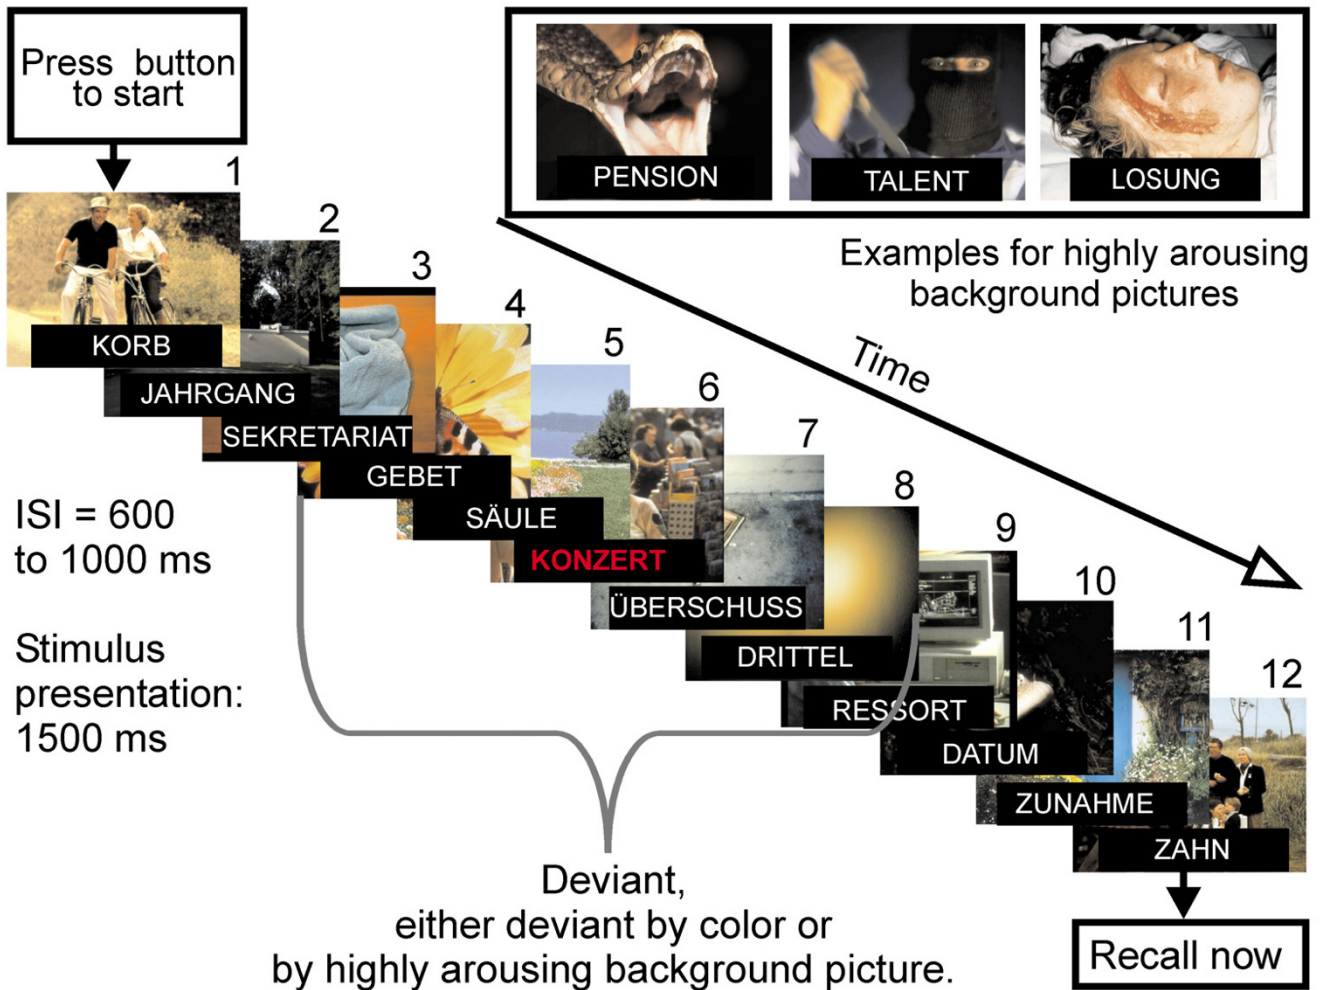 Press button
to start
PENSION
TALENT
LOSUNG
Examples for highly arousing
background pictures
Time
1
KORB
2
JAHRGANG
3
SEKRETARIAT
4
GEBET
5
SÄULE
6
KONZERT
7
ÜBERSCHUSS
8
DRITTEL
9
RESSORT
10
DATUM
11
ZUNAHME
12
ZAHN
ISI = 600
to 1000 ms
Stimulus
presentation:
1500 ms
Deviant,
either deviant by color or
by highly arousing background picture.
Recall now